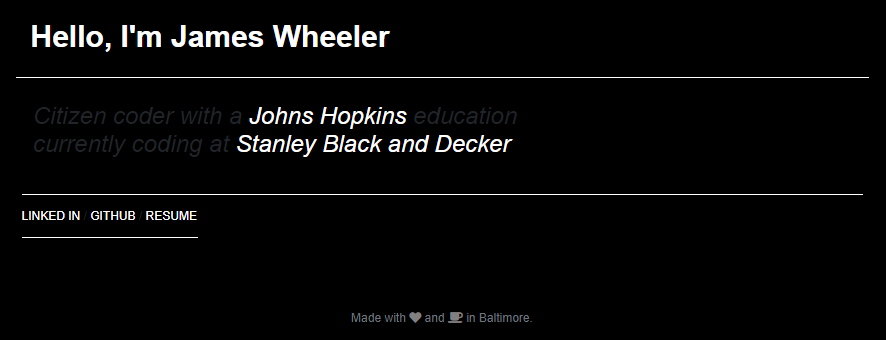 Hello, I'm James Wheeler
Citizen coder with a Johns Hopkins education
currently coding at Stanley Black and Decker
LINKED IN / GITHUB / RESUME
Made with ♥ and ☕ in Baltimore.